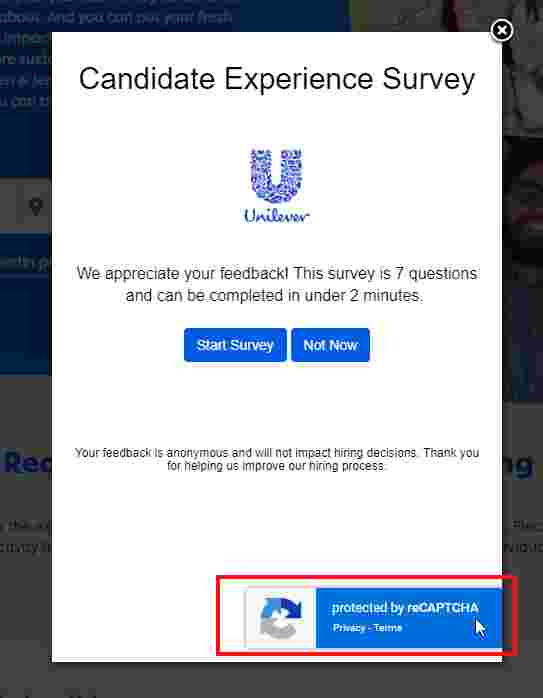 about. And you can put your fresh
Candidate Experience Survey
Unilever
We appreciate your feedback! This survey is 7 questions
and can be completed in under 2 minutes.
Start Survey
Not Now
Your feedback is anonymous and will not impact hiring decisions. Thank you
for helping us improve our hiring process.
protected by reCAPTCHA
Privacy - Terms